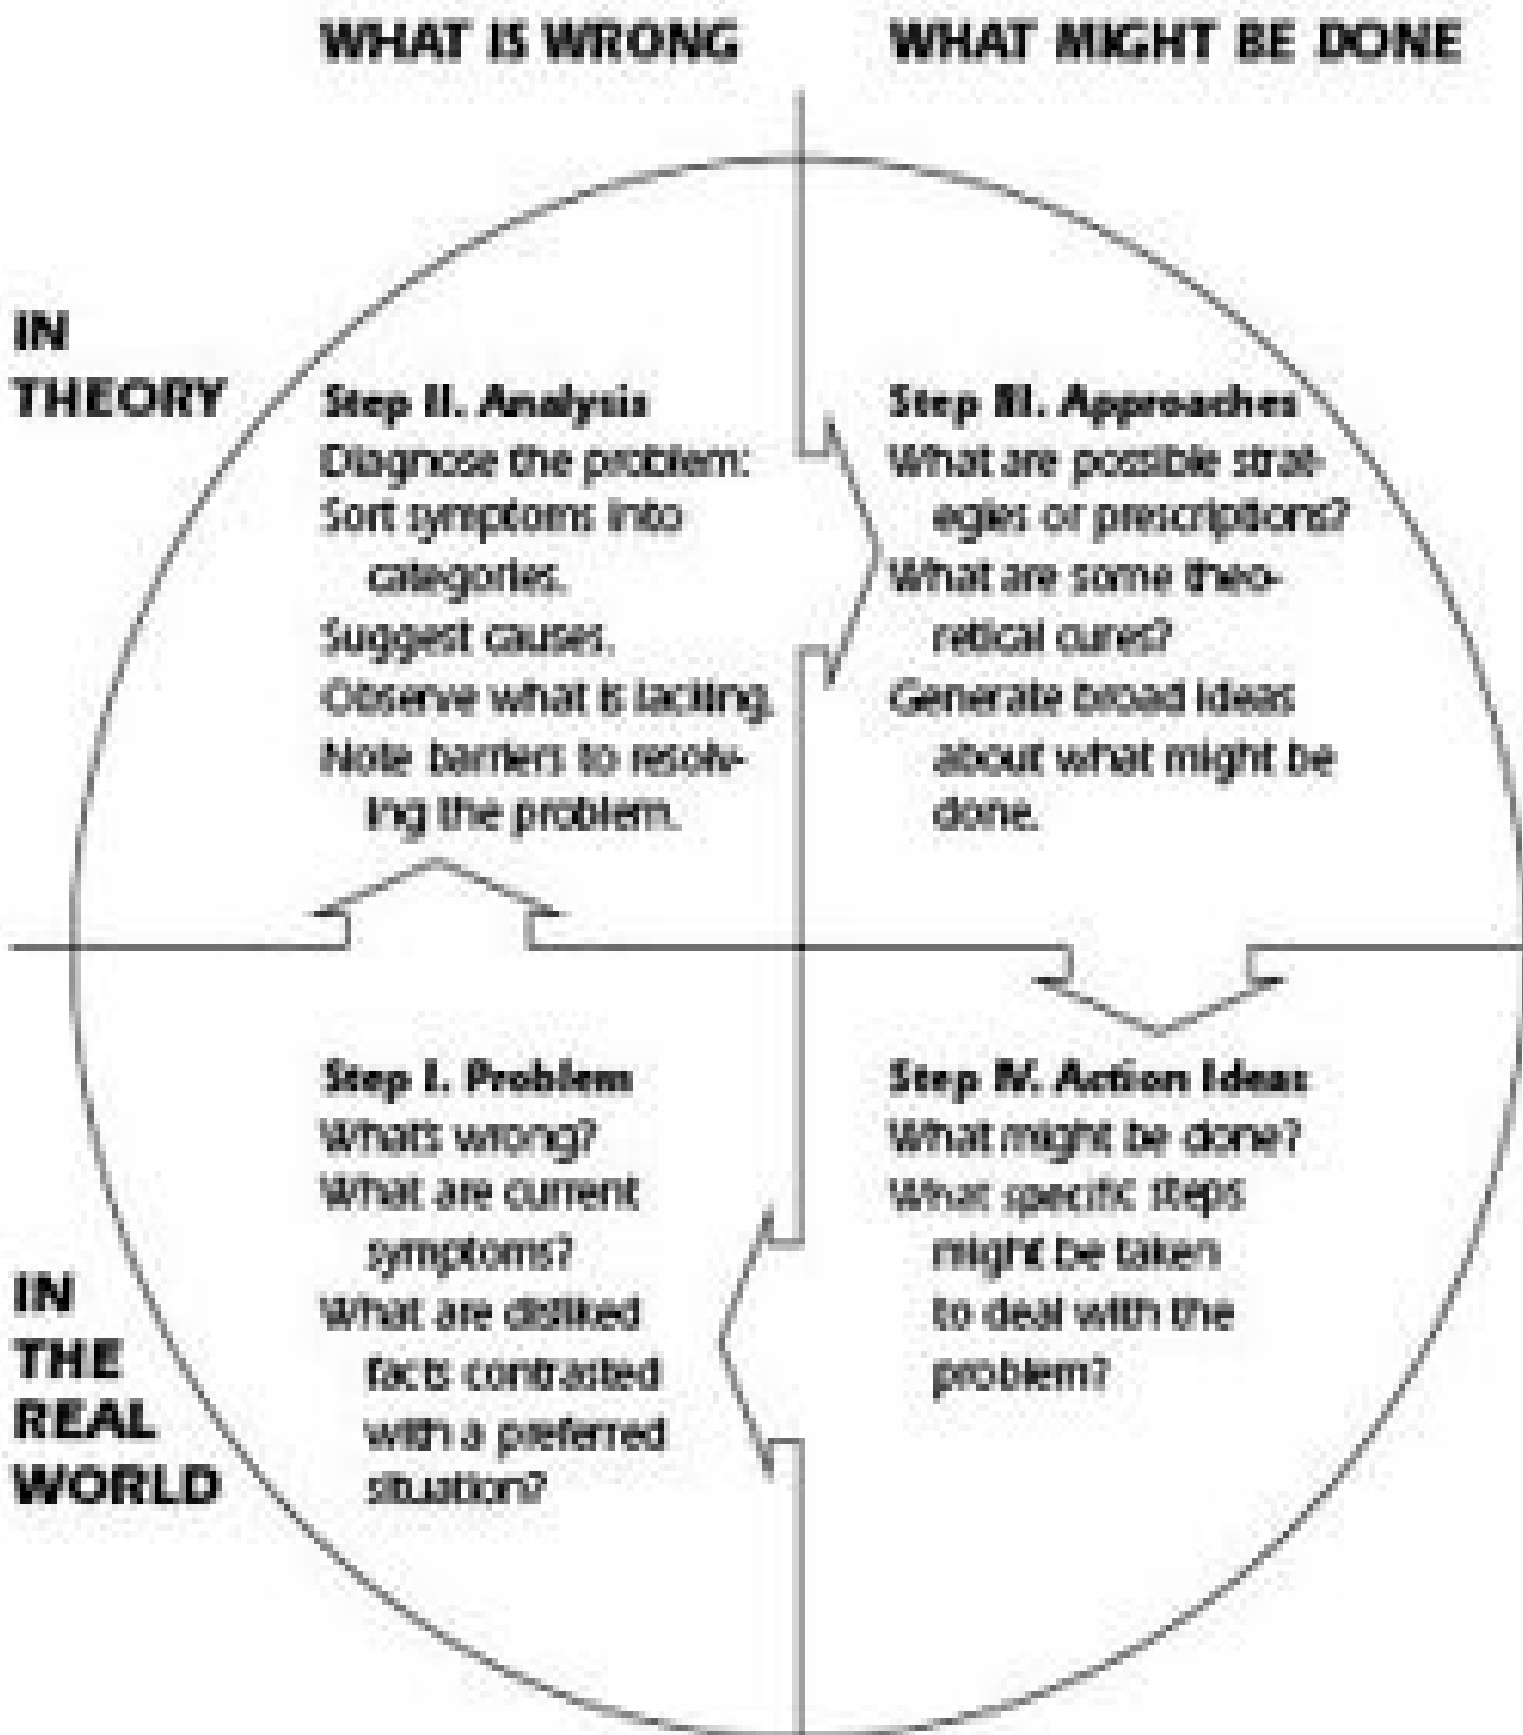 WHAT IS WRONG
WHAT MIGHT BE DONE
IN
THEORY
Step II. Analysis
Diagnose the problem:
Sort symptoms into
categories.
Suggest causes.
Observe what is lacking.
Note barriers to resolv-
ing the problem.
Step III. Approaches
What are possible strat-
egies or prescriptions?
What are some theo-
retical cures?
Generate broad ideas
about what might be
done.
IN
THE
REAL
WORLD
Step I. Problem
What's wrong?
What are current
symptoms?
What are disliked
facts contrasted
with a preferred
situation?
Step IV. Action Ideas
What might be done?
What specific steps
might be taken
to deal with the
problem?